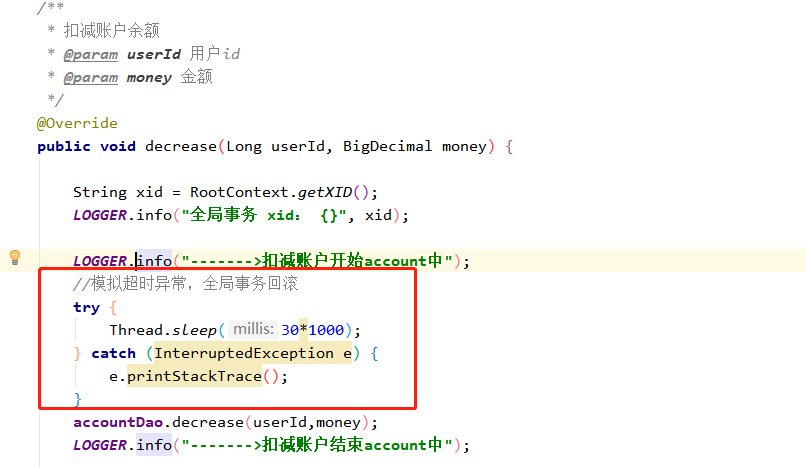 /**
 * 扣减账户余额
 * @param userId 用户id
 * @param money 金额
 */
@Override
public void decrease(Long userId, BigDecimal money) {
String xid = RootContext.getXID();
LOGGER.info("全局事务 xid： {}", xid);
LOGGER.info("------->扣减账户开始account中");
//模拟超时异常，全局事务回滚
try {
Thread.sleep( millis: 30*1000);
} catch (InterruptedException e) {
e.printStackTrace();
}
accountDao.decrease(userId,money);
LOGGER.info("------->扣减账户结束account中");